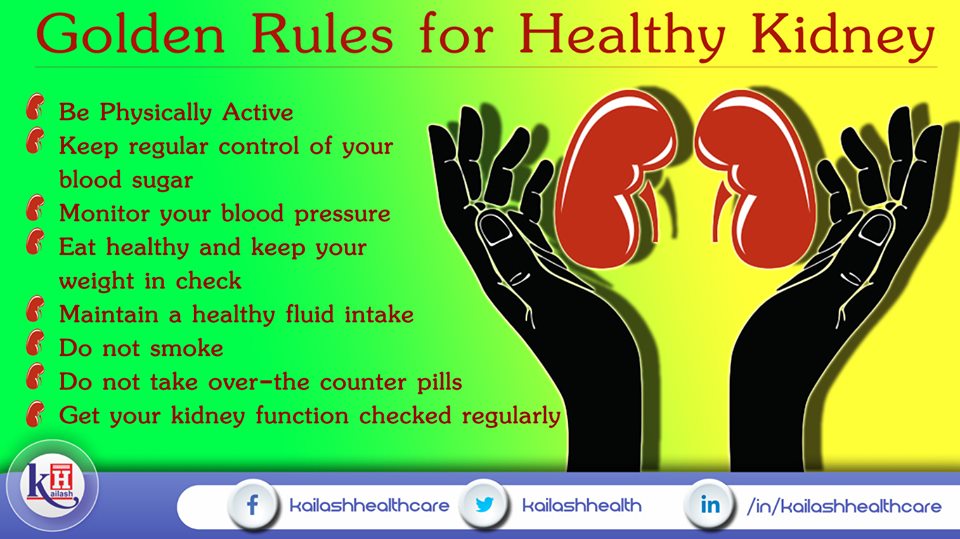 Golden Rules for Healthy Kidney
Be Physically Active
Keep regular control of your
blood sugar
Monitor your blood pressure
Eat healthy and keep your
weight in check
Maintain a healthy fluid intake
Do not smoke
Do not take over-the counter pills
Get your kidney function checked regularly
kH
ailash
kailashhealthcare
kailashhealth
/in/kailashhealthcare